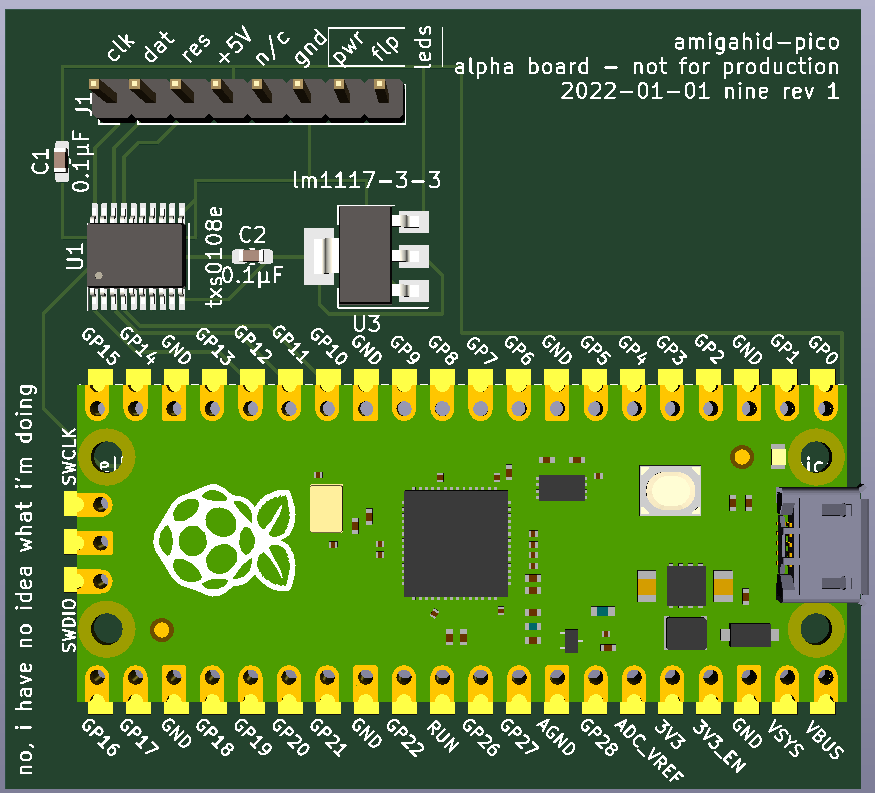 clk
dat
res
+5V
n/c
gnd
pwr
flp
leds
amigahid-pico
alpha board - not for production
2022-01-01 nine rev 1
J1
C1
0.1µF
lm1117-3-3
U1
txs0108e
C2
0.1µF
U3
GP15
GP14
GND
GP13
GP12
GP11
GP10
GND
GP9
GP8
GP7
GP6
GND
GP5
GP4
GP3
GP2
GND
GP1
GP0
no, i have no idea what i'm doing
SWCLK
SWDIO
GP16
GP17
GND
GP18
GP19
GP20
GP21
GND
GP22
RUN
GP26
GP27
AGND
GP28
ADC_VREF
3V3
3V3_EN
GND
VSYS
VBUS